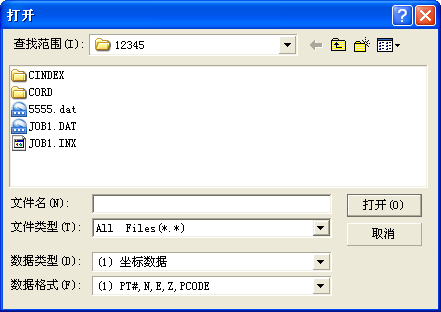 打开
查找范围(I): 12345
CINDEX
CORD
5555.dat
JOB1.DAT
JOB1.INX
文件名(N): 打开(O)
文件类型(T): All Files(*.*) 取消
数据类型(D): (1) 坐标数据
数据格式(F): (1) PT#,N,E,Z,PCODE